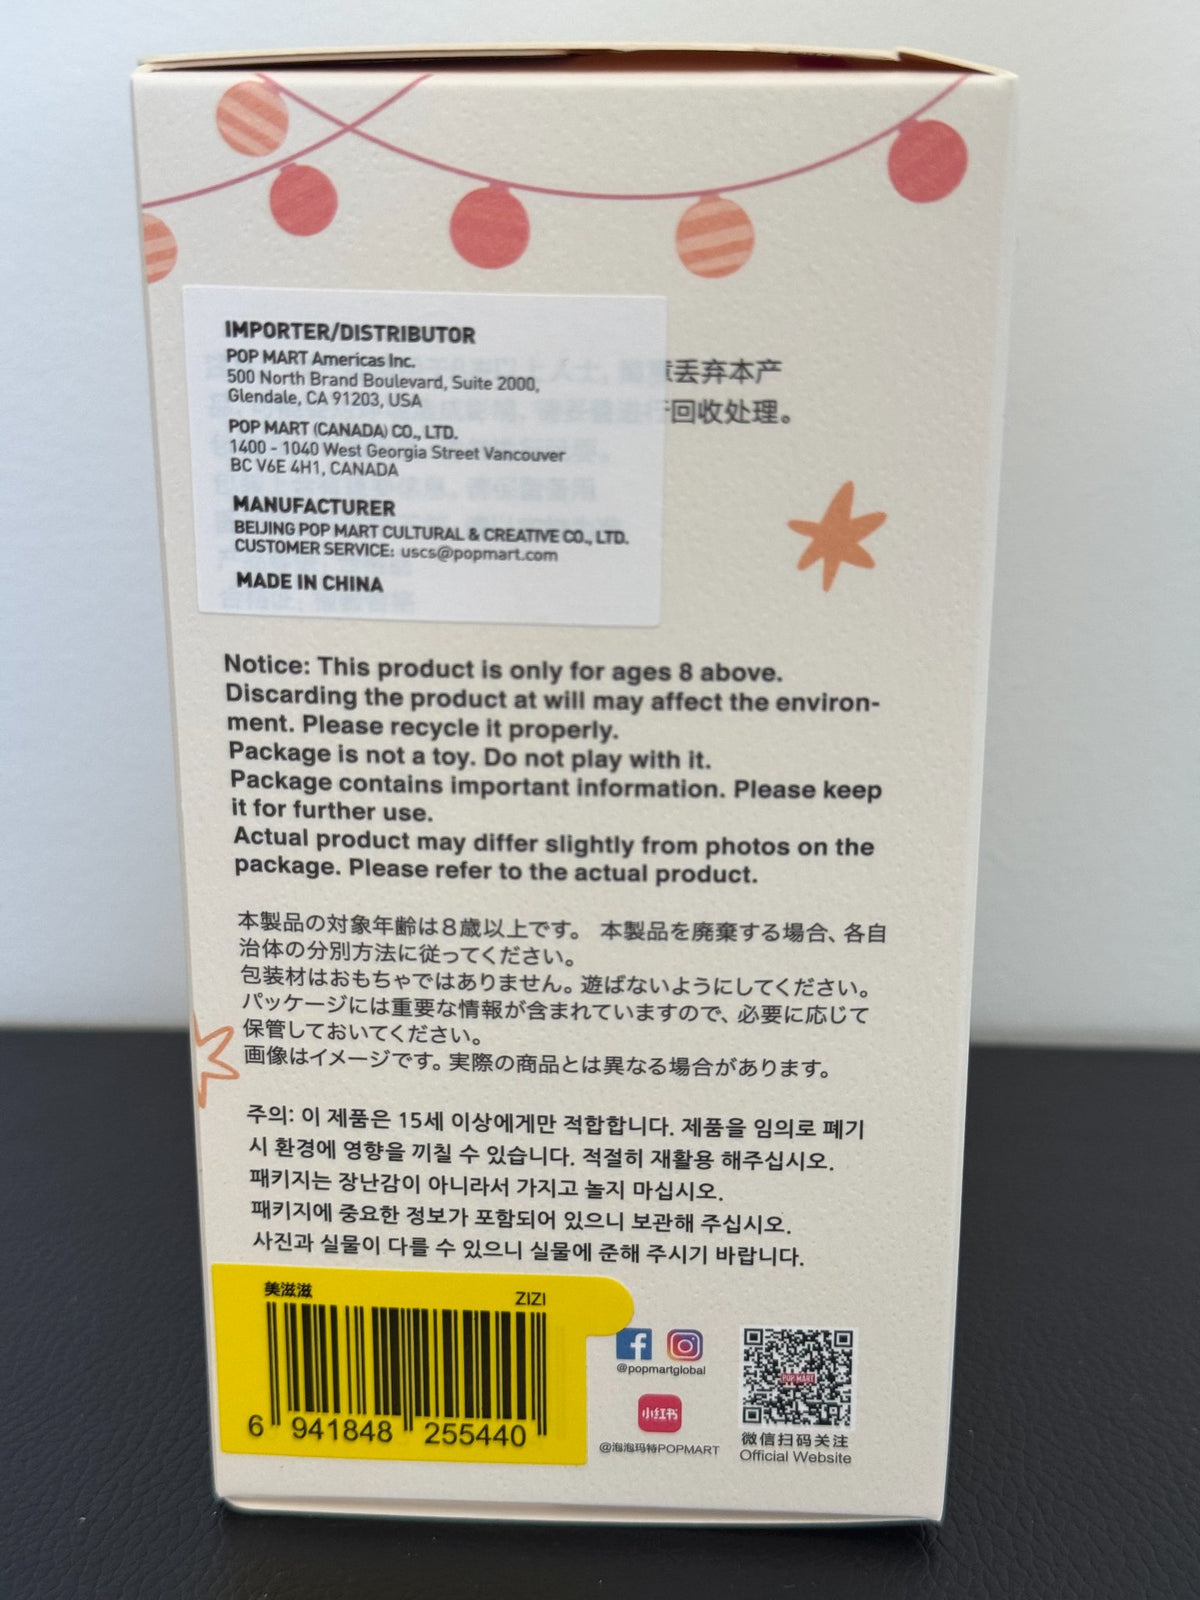 IMPORTER/DISTRIBUTOR
POP MART Americas Inc.
500 North Brand Boulevard, Suite 2000,
Glendale, CA 91203, USA
POP MART (CANADA) CO., LTD.
1400 - 1040 West Georgia Street Vancouver
BC V6E 4H1, CANADA
MANUFACTURER
BEIJING POP MART CULTURAL & CREATIVE CO., LTD.
CUSTOMER SERVICE: uscs@popmart.com
MADE IN CHINA
丢弃本产
回收处理。
Notice: This product is only for ages 8 above.
Discarding the product at will may affect the environ-
ment. Please recycle it properly.
Package is not a toy. Do not play with it.
Package contains important information. Please keep
it for further use.
Actual product may differ slightly from photos on the
package. Please refer to the actual product.
本製品の対象年齢は8歳以上です。 本製品を廃棄する場合、各自
治体の分別方法に従ってください。
包装材はおもちゃではありません。遊ばないようにしてください。
パッケージには重要な情報が含まれていますので、必要に応じて
保管しておいてください。
画像はイメージです。実際の商品とは異なる場合があります。
주의: 이 제품은 15세 이상에게만 적합합니다. 제품을 임의로 폐기
시 환경에 영향을 끼칠 수 있습니다. 적절히 재활용 해주십시오.
패키지는 장난감이 아니라서 가지고 놀지 마십시오.
패키지에 중요한 정보가 포함되어 있으니 보관해 주십시오.
사진과 실물이 다를 수 있으니 실물에 준해 주시기 바랍니다.
美滋滋 ZIZI
6 941848 255440
@popmartglobal
小红书
@泡泡玛特POPMART
POP MART
微信扫码关注
Official Website